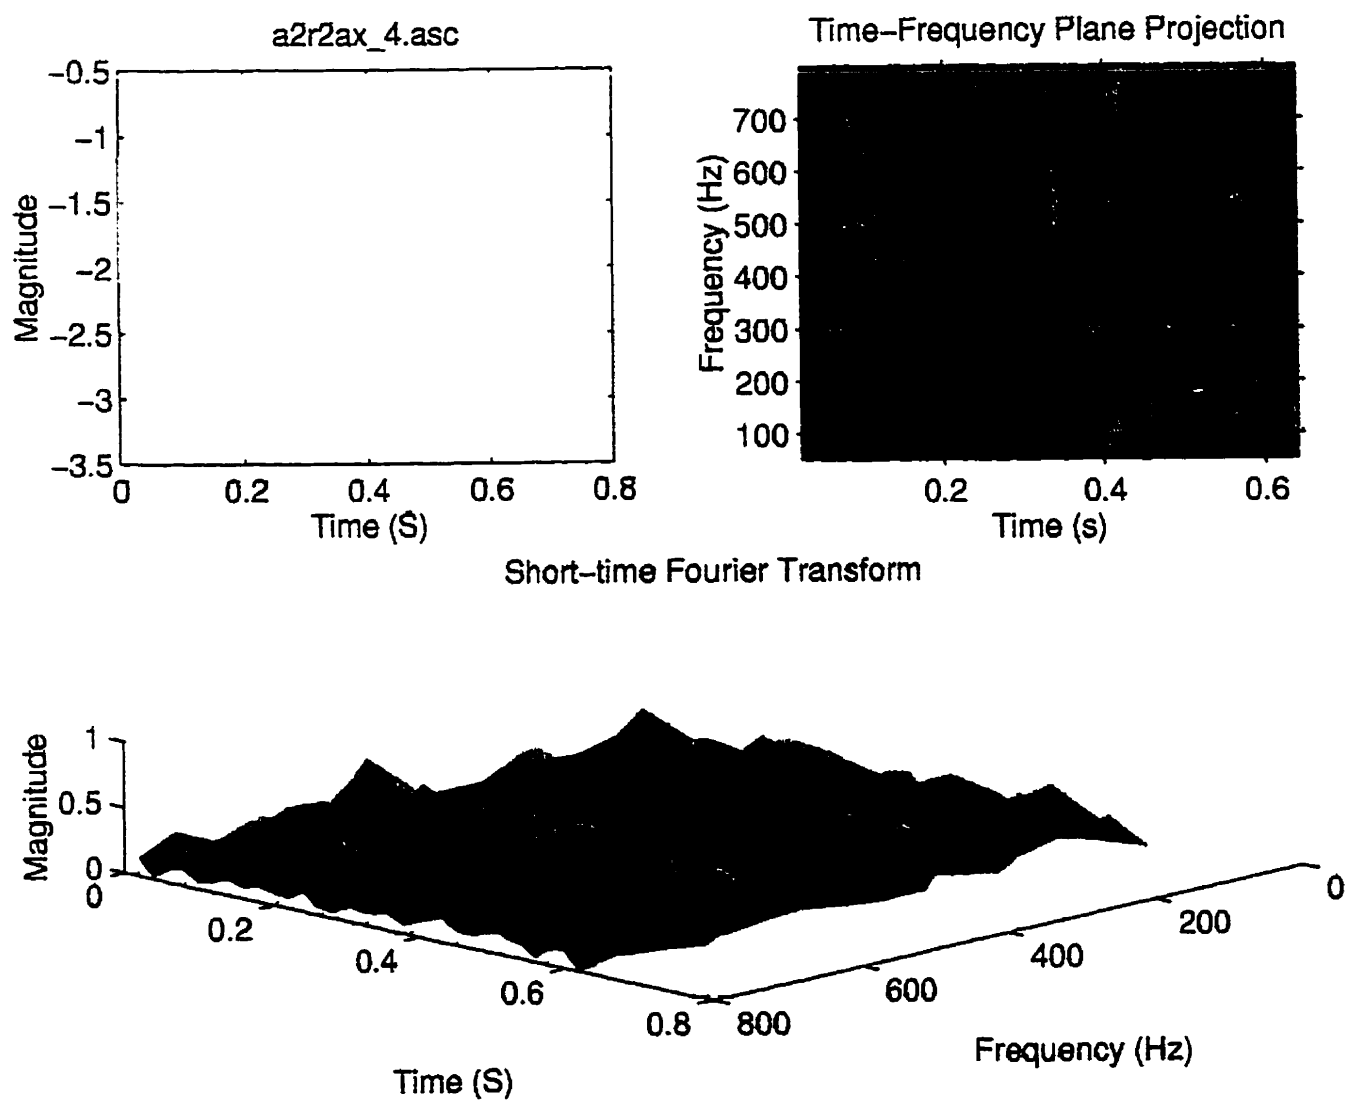 a2r2ax_4.asc
−0.5
−1
−1.5
−2
−2.5
−3
−3.5
Magnitude
0 0.2 0.4 0.6 0.8
Time (S)
Time−Frequency Plane Projection
700
600
500
400
300
200
100
Frequency (Hz)
0.2 0.4 0.6
Time (s)
Short−time Fourier Transform
1
0.5
0
Magnitude
0
0.2
0.4
0.6
0.8
Time (S)
800
600
400
200
0
Frequency (Hz)